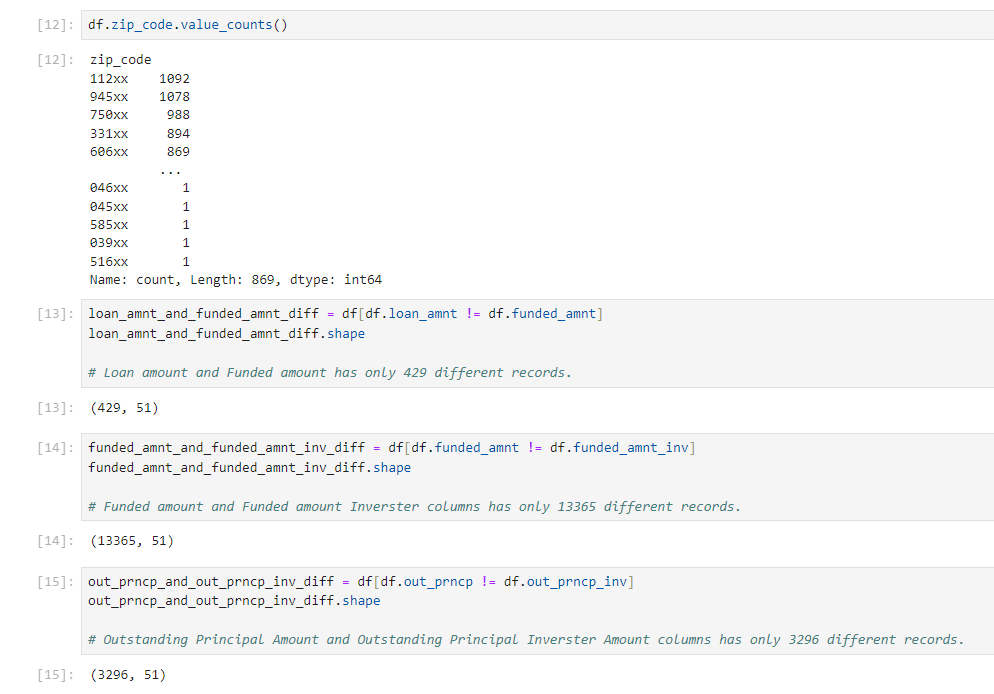 [12]: df.zip_code.value_counts()
[12]: zip_code
112xx    1092
945xx    1078
750xx     988
331xx     894
606xx     869
         ...
046xx       1
045xx       1
585xx       1
039xx       1
516xx       1
Name: count, Length: 869, dtype: int64
[13]: loan_amnt_and_funded_amnt_diff = df[df.loan_amnt != df.funded_amnt]
loan_amnt_and_funded_amnt_diff.shape
# Loan amount and Funded amount has only 429 different records.
[13]: (429, 51)
[14]: funded_amnt_and_funded_amnt_inv_diff = df[df.funded_amnt != df.funded_amnt_inv]
funded_amnt_and_funded_amnt_inv_diff.shape
# Funded amount and Funded amount Inverster columns has only 13365 different records.
[14]: (13365, 51)
[15]: out_prncp_and_out_prncp_inv_diff = df[df.out_prncp != df.out_prncp_inv]
out_prncp_and_out_prncp_inv_diff.shape
# Outstanding Principal Amount and Outstanding Principal Inverster Amount columns has only 3296 different records.
[15]: (3296, 51)